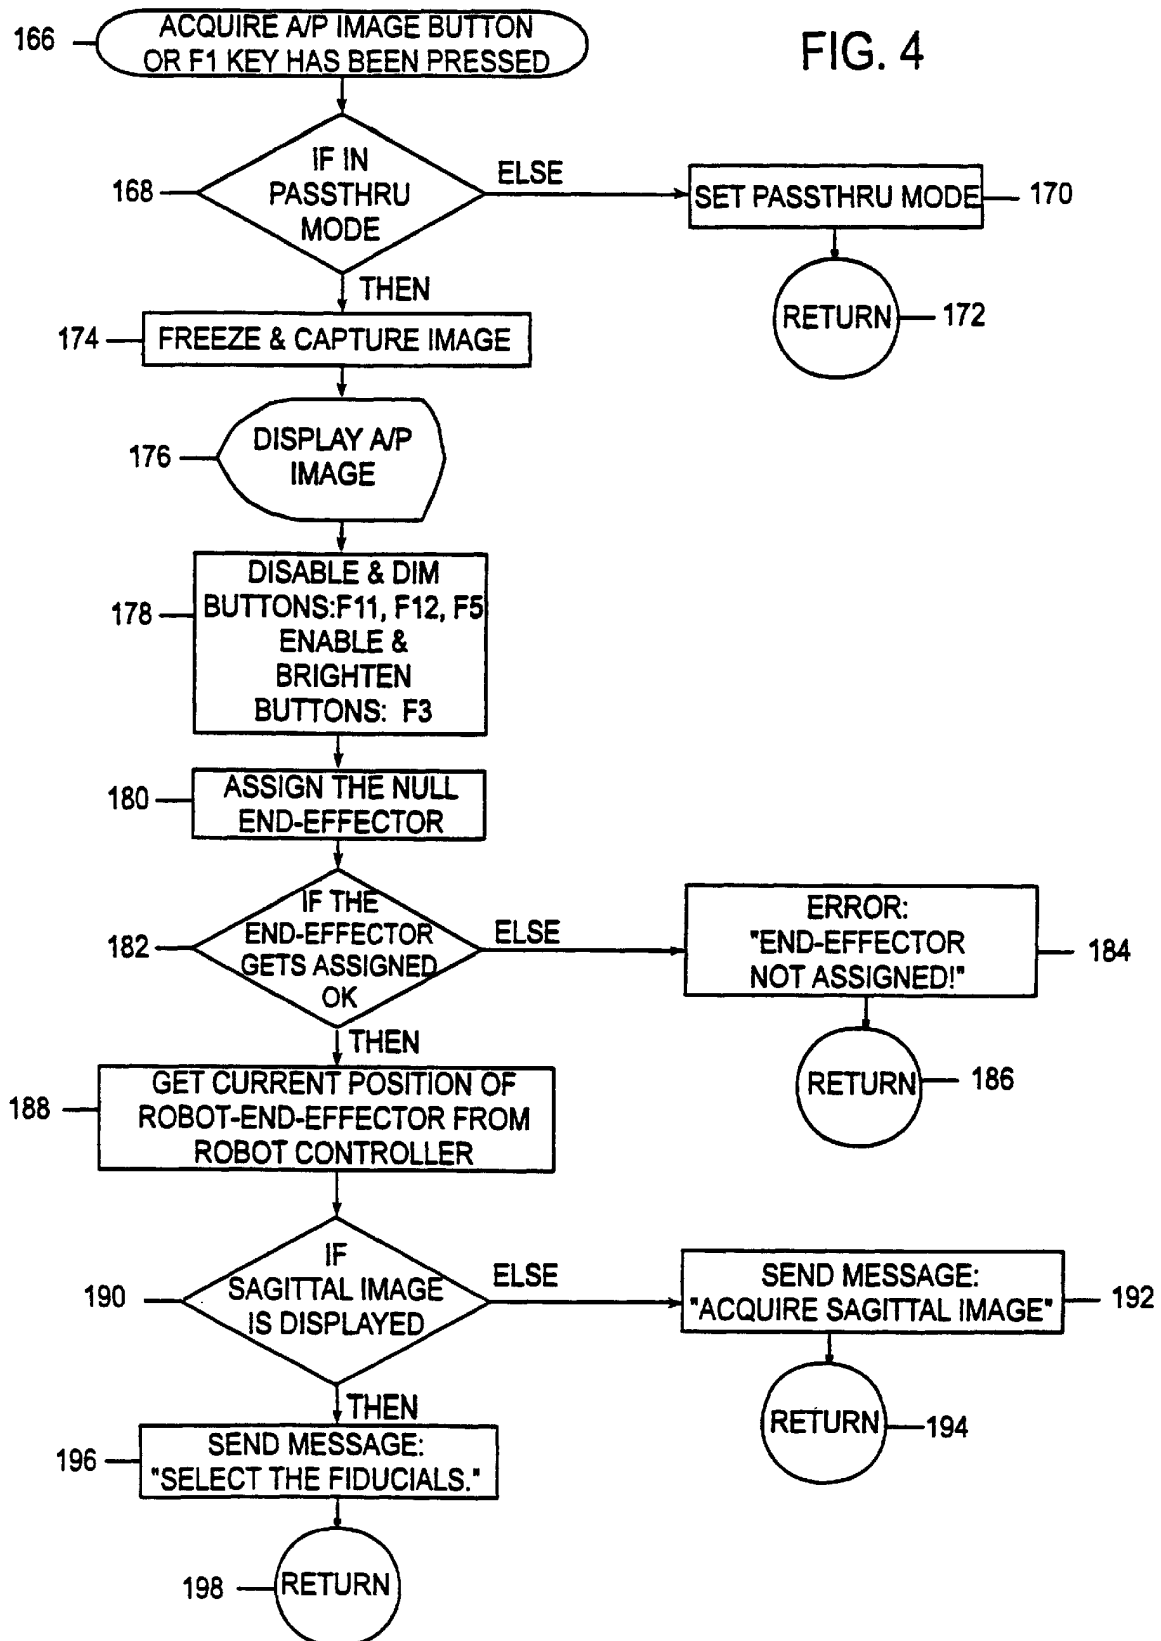 FIG. 4
166
ACQUIRE A/P IMAGE BUTTON
OR F1 KEY HAS BEEN PRESSED
168
IF IN
PASSTHRU
MODE
ELSE
SET PASSTHRU MODE
170
RETURN
172
THEN
174
FREEZE & CAPTURE IMAGE
176
DISPLAY A/P
IMAGE
178
DISABLE & DIM
BUTTONS:F11, F12, F5
ENABLE &
BRIGHTEN
BUTTONS: F3
180
ASSIGN THE NULL
END-EFFECTOR
182
IF THE
END-EFFECTOR
GETS ASSIGNED
OK
ELSE
ERROR:
"END-EFFECTOR
NOT ASSIGNED!"
184
RETURN
186
THEN
188
GET CURRENT POSITION OF
ROBOT-END-EFFECTOR FROM
ROBOT CONTROLLER
190
IF
SAGITTAL IMAGE
IS DISPLAYED
ELSE
SEND MESSAGE:
"ACQUIRE SAGITTAL IMAGE"
192
RETURN
194
THEN
196
SEND MESSAGE:
"SELECT THE FIDUCIALS."
198
RETURN